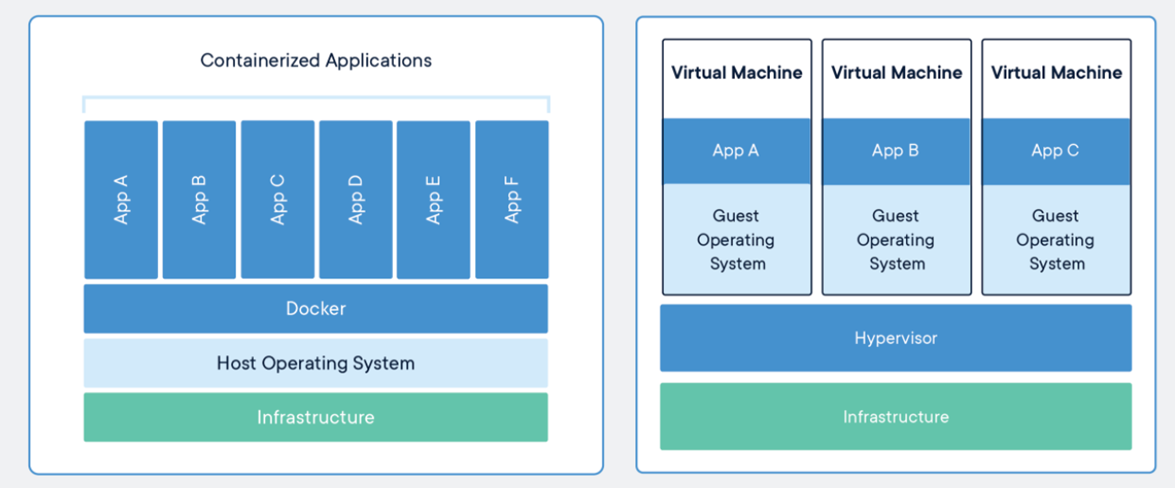 Containerized Applications
App A
App B
App C
App D
App E
App F
Docker
Host Operating System
Infrastructure
Virtual Machine
App A
Guest
Operating
System
Virtual Machine
App B
Guest
Operating
System
Virtual Machine
App C
Guest
Operating
System
Hypervisor
Infrastructure